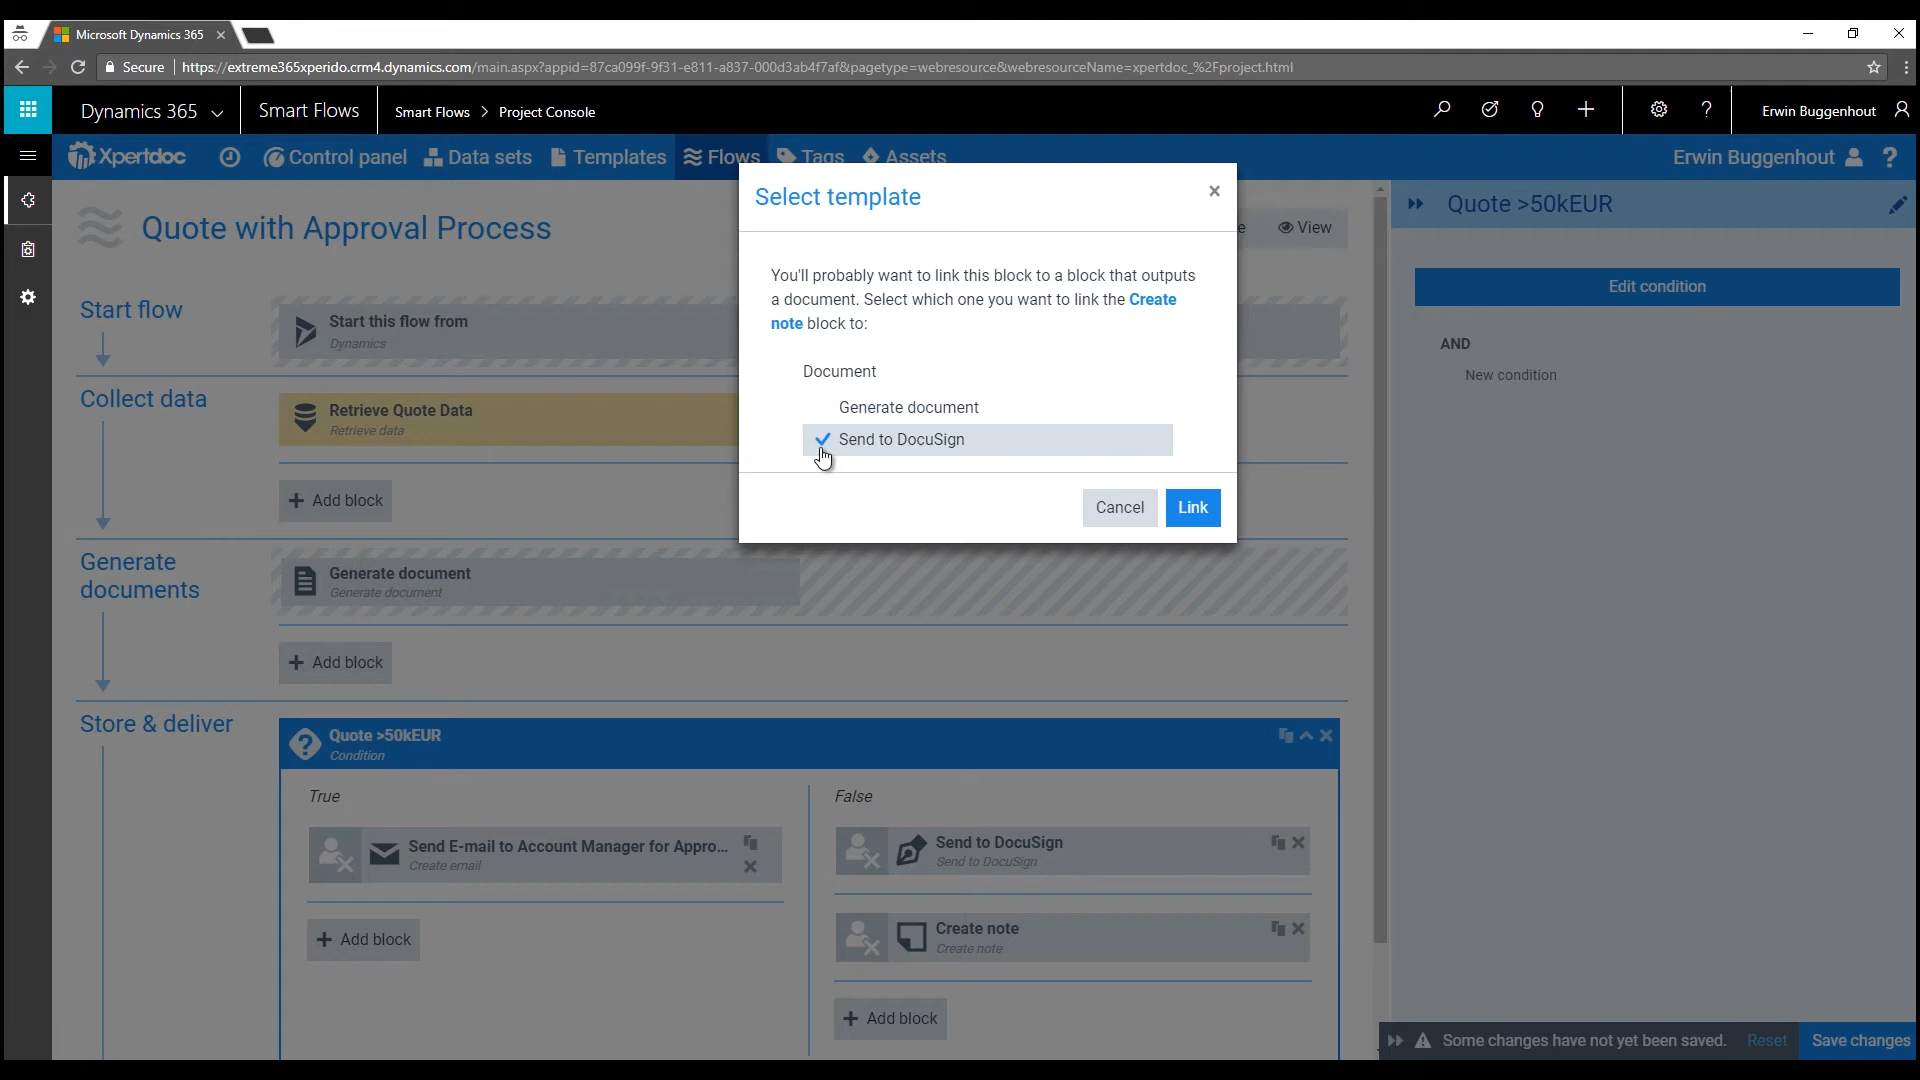 Microsoft Dynamics 365
Secure | https://extreme365xperido.crm4.dynamics.com/main.aspx?appid=87ca099f-9f31-e811-a837-000d3ab4f7af&pagetype=webresource&webresourceName=xpertdoc_%2Fproject.html
Dynamics 365
Smart Flows
Smart Flows > Project Console
Erwin Buggenhout
Xpertdoc
Control panel
Data sets
Templates
Flows
Tags
Assets
Erwin Buggenhout
Quote with Approval Process
e
View
Start flow
Start this flow from
Dynamics
Collect data
Retrieve Quote Data
Retrieve data
+ Add block
Generate
documents
Generate document
Generate document
+ Add block
Store & deliver
Quote >50kEUR
Condition
True
Send E-mail to Account Manager for Appro...
Create email
+ Add block
False
Send to DocuSign
Send to DocuSign
Create note
Create note
+ Add block
Select template
×
You'll probably want to link this block to a block that outputs
a document. Select which one you want to link the Create
note block to:
Document
Generate document
Send to DocuSign
Cancel
Link
Quote >50kEUR
Edit condition
AND
New condition
Some changes have not yet been saved.
Reset
Save changes